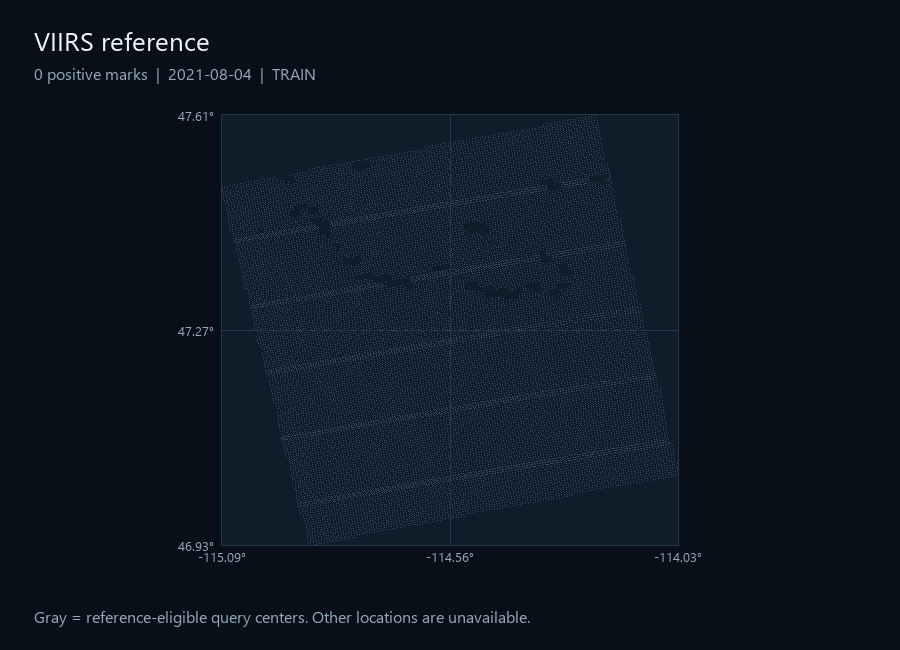 VIIRS reference
0 positive marks | 2021-08-04 | TRAIN
47.61°
47.27°
46.93°
-115.09°
-114.56°
-114.03°
Gray = reference-eligible query centers. Other locations are unavailable.